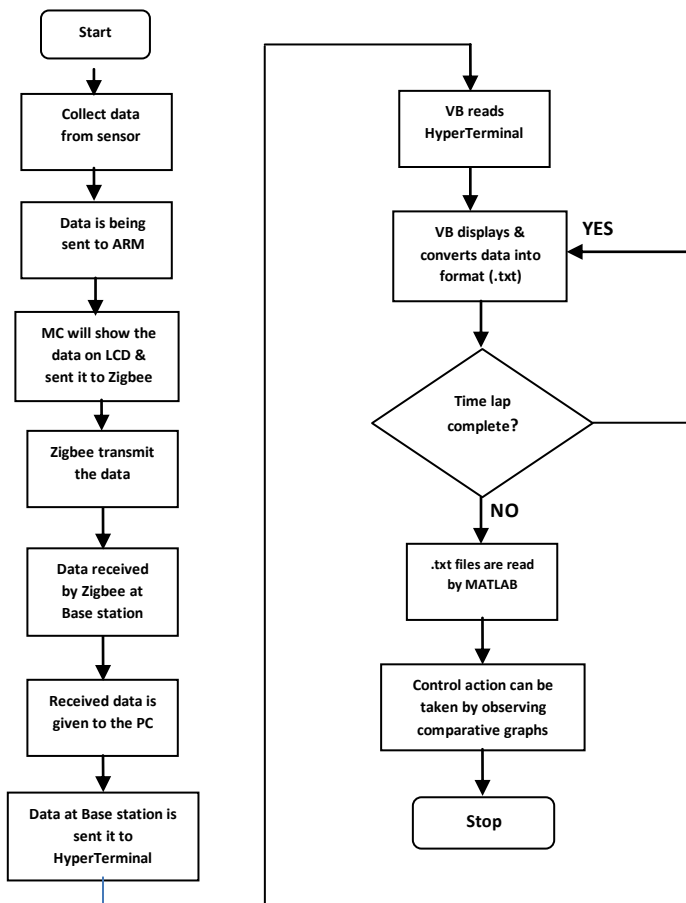 Start
Collect data
from sensor
Data is being
sent to ARM
MC will show the
data on LCD &
sent it to Zigbee
Zigbee transmit
the data
Data received
by Zigbee at
Base station
Received data is
given to the PC
Data at Base station is
sent it to
HyperTerminal
VB reads
HyperTerminal
VB displays &
converts data into
format (.txt)
YES
Time lap
complete?
NO
.txt files are read
by MATLAB
Control action can be
taken by observing
comparative graphs
Stop